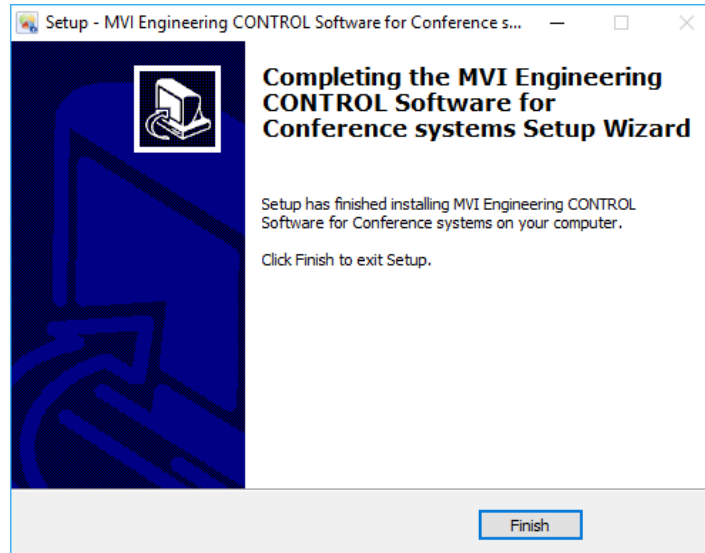 Setup - MVI Engineering CONTROL Software for Conference s...
Completing the MVI Engineering
CONTROL Software for
Conference systems Setup Wizard
Setup has finished installing MVI Engineering CONTROL
Software for Conference systems on your computer.
Click Finish to exit Setup.
Finish